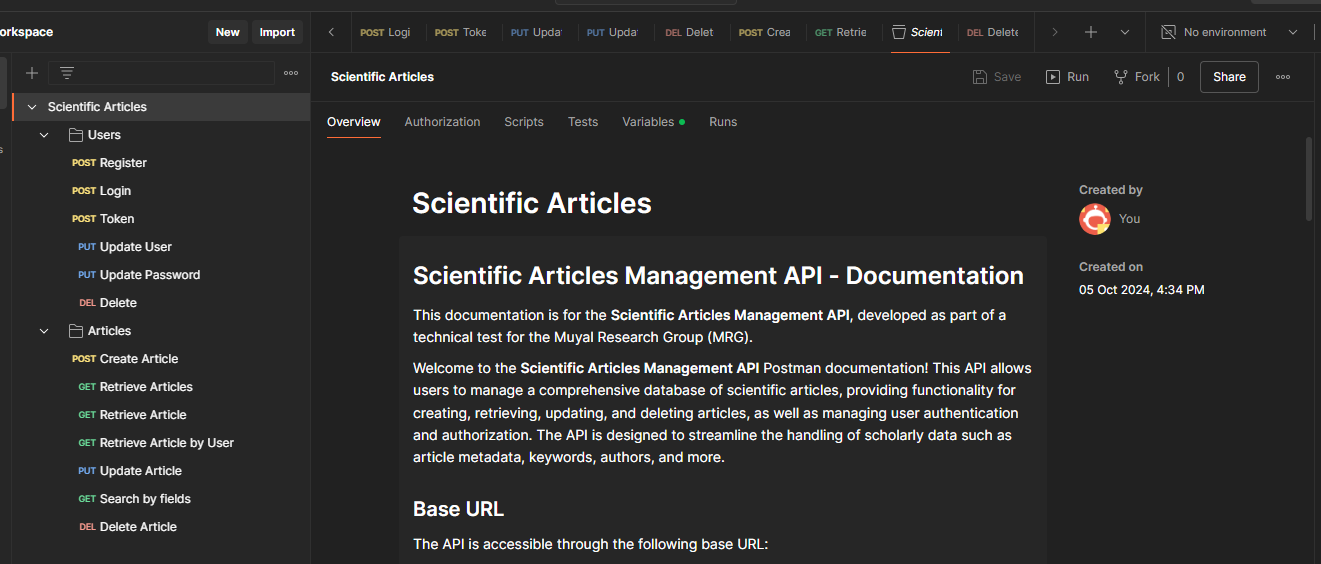 orkspace
New Import
POST Logi POST Toke PUT Upda PUT Upda DEL Delet POST Crea GET Retrie Scient DEL Delete No environment
Scientific Articles
Save Run Fork 0 Share
Overview Authorization Scripts Tests Variables Runs
Scientific Articles
Users
POST Register
POST Login
POST Token
PUT Update User
PUT Update Password
DEL Delete
Articles
POST Create Article
GET Retrieve Articles
GET Retrieve Article
GET Retrieve Article by User
PUT Update Article
GET Search by fields
DEL Delete Article
Scientific Articles
Scientific Articles Management API - Documentation
This documentation is for the Scientific Articles Management API, developed as part of a
technical test for the Muyal Research Group (MRG).
Welcome to the Scientific Articles Management API Postman documentation! This API allows
users to manage a comprehensive database of scientific articles, providing functionality for
creating, retrieving, updating, and deleting articles, as well as managing user authentication
and authorization. The API is designed to streamline the handling of scholarly data such as
article metadata, keywords, authors, and more.
Base URL
The API is accessible through the following base URL:
Created by
You
Created on
05 Oct 2024, 4:34 PM